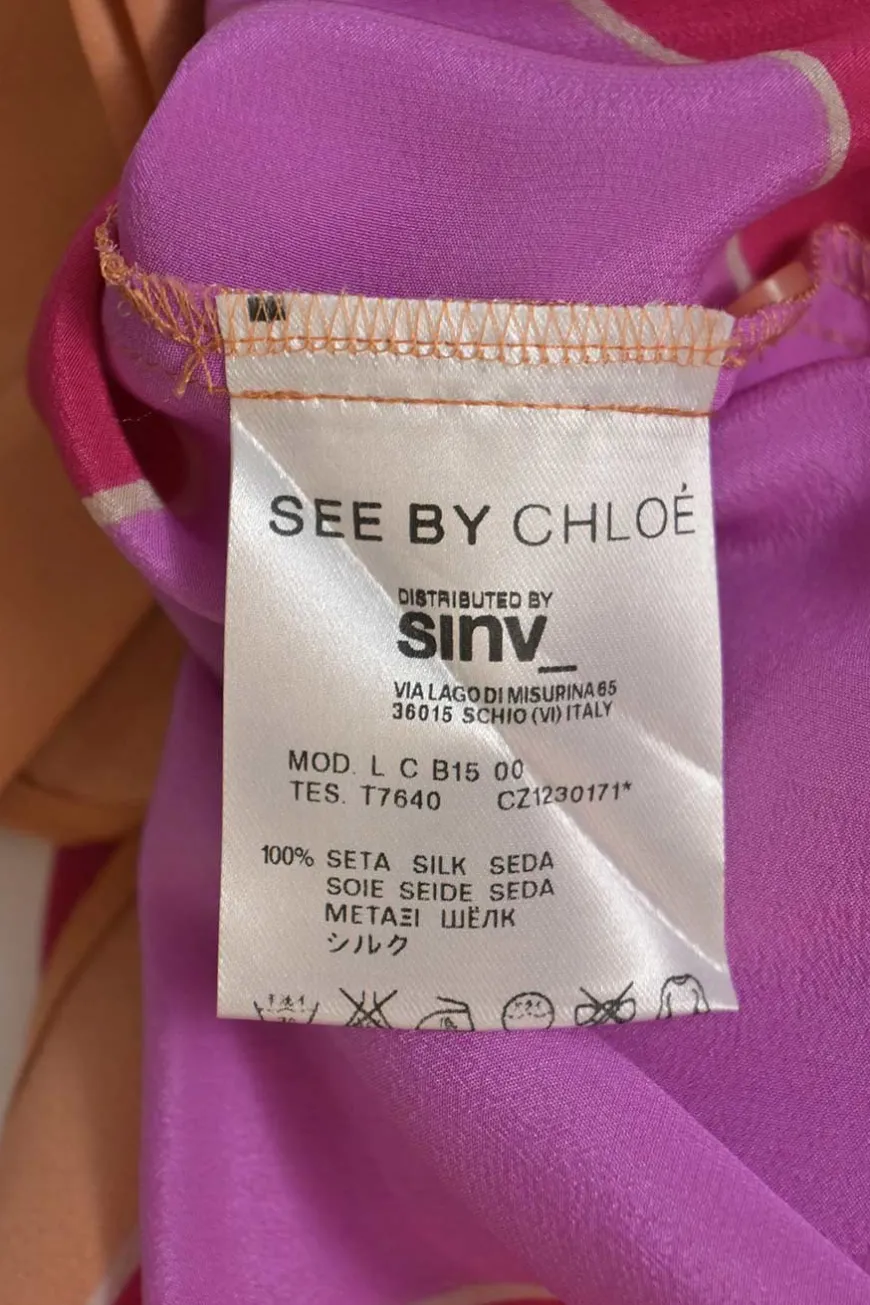 SEE BY CHLOÉ
DISTRIBUTED BY
sinv_
VIA LAGO DI MISURINA 65
36015 SCHIO (VI) ITALY
MOD. L C B15 00
TES. T7640 CZ1230171*
100% SETA SILK SEDA
SOIE SEIDE SEDA
ΜΕΤΑΞΙ ШЁЛК
シルク